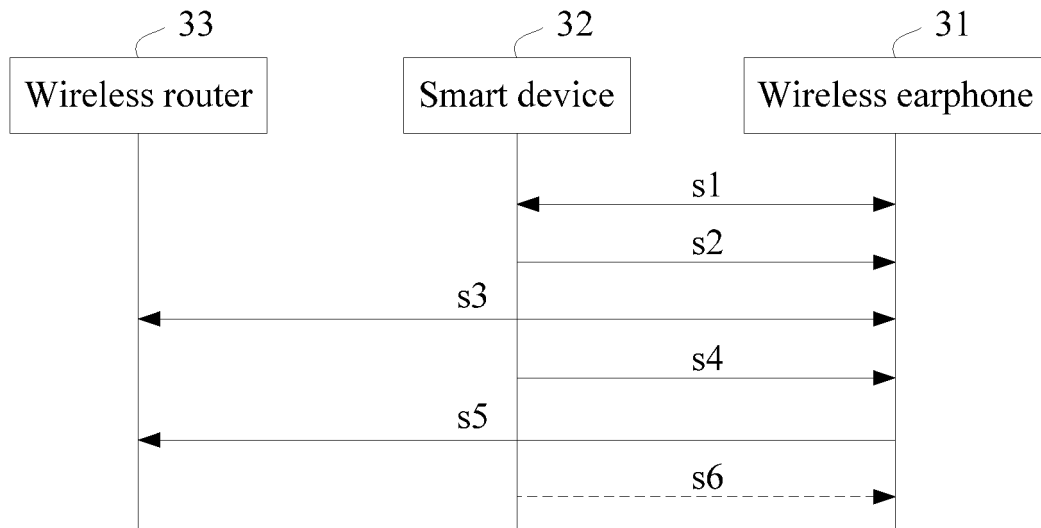 33
32
31
Wireless router
Smart device
Wireless earphone
s1
s2
s3
s4
s5
s6